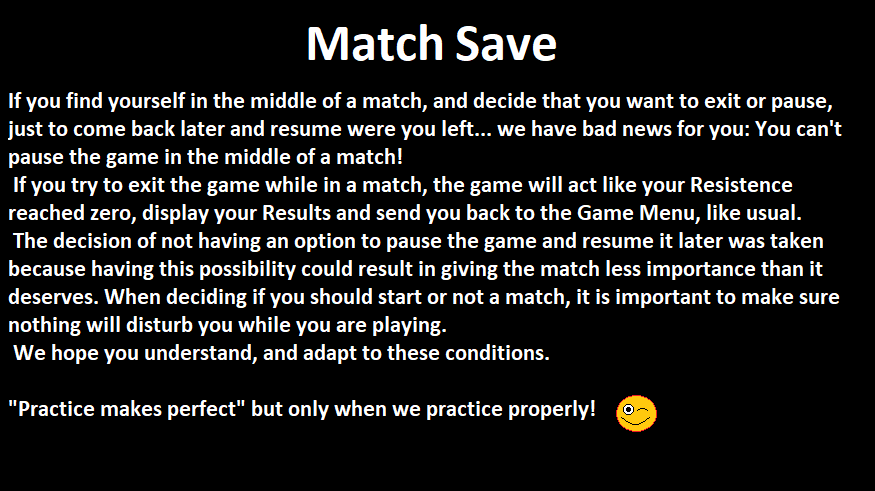 Match Save
If you find yourself in the middle of a match, and decide that you want to exit or pause,
just to come back later and resume were you left... we have bad news for you: You can't
pause the game in the middle of a match!
If you try to exit the game while in a match, the game will act like your Resistence
reached zero, display your Results and send you back to the Game Menu, like usual.
The decision of not having an option to pause the game and resume it later was taken
because having this possibility could result in giving the match less importance than it
deserves. When deciding if you should start or not a match, it is important to make sure
nothing will disturb you while you are playing.
We hope you understand, and adapt to these conditions.
"Practice makes perfect" but only when we practice properly!